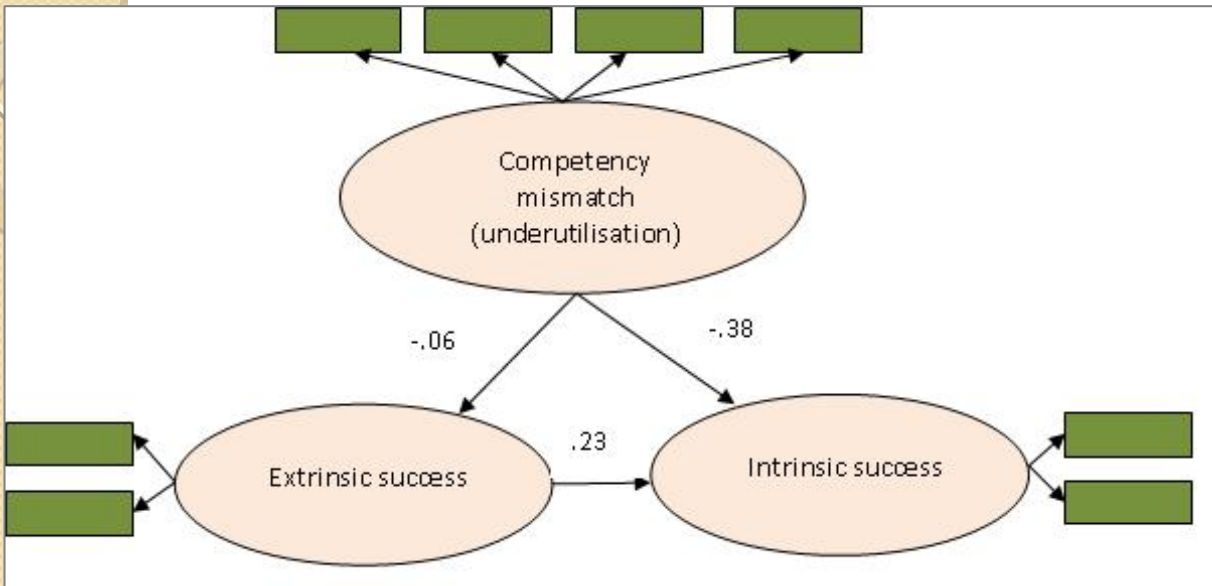 Competency
mismatch
(underutilisation)
-.06
-.38
.23
Extrinsic success
Intrinsic success